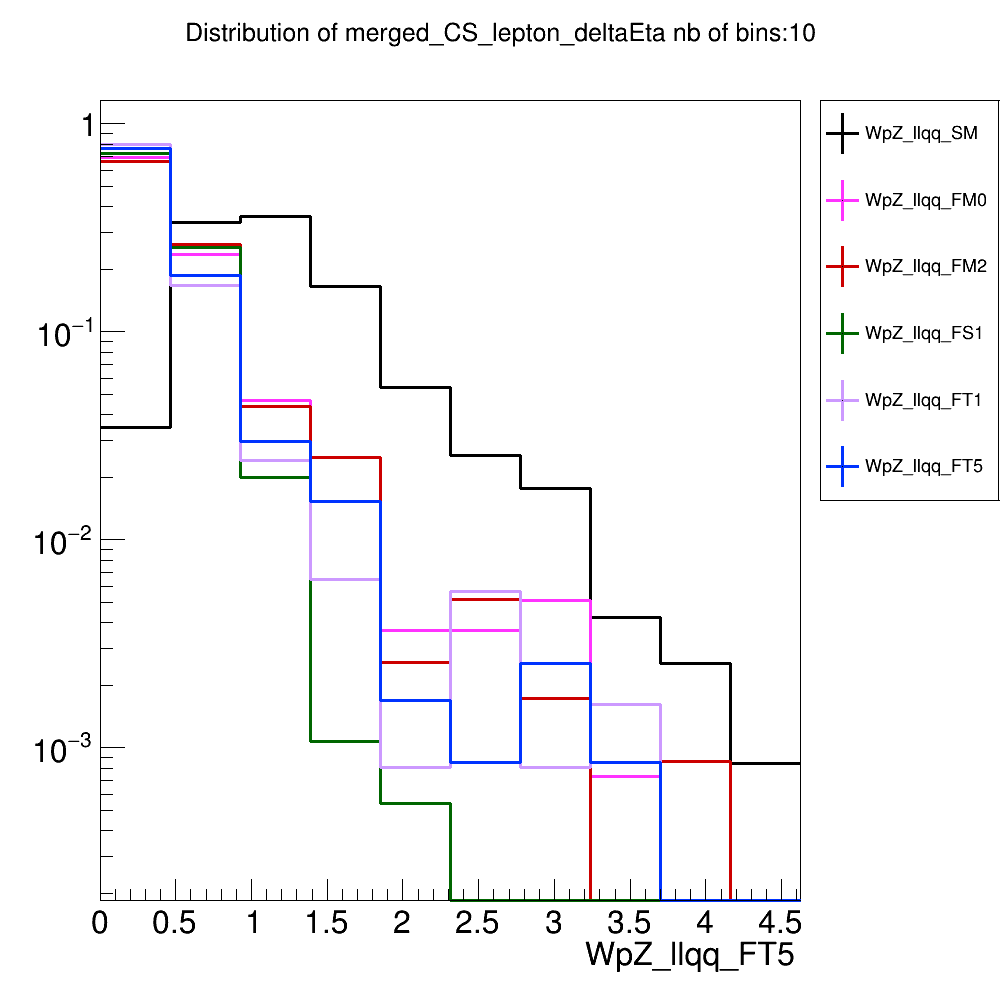 Distribution of merged_CS_lepton_deltaEta nb of bins:10
WpZ_llqq_SM
WpZ_llqq_FM0
WpZ_llqq_FM2
WpZ_llqq_FS1
WpZ_llqq_FT1
WpZ_llqq_FT5
1
10⁻¹
10⁻²
10⁻³
0 0.5 1 1.5 2 2.5 3 3.5 4 4.5
WpZ_llqq_FT5